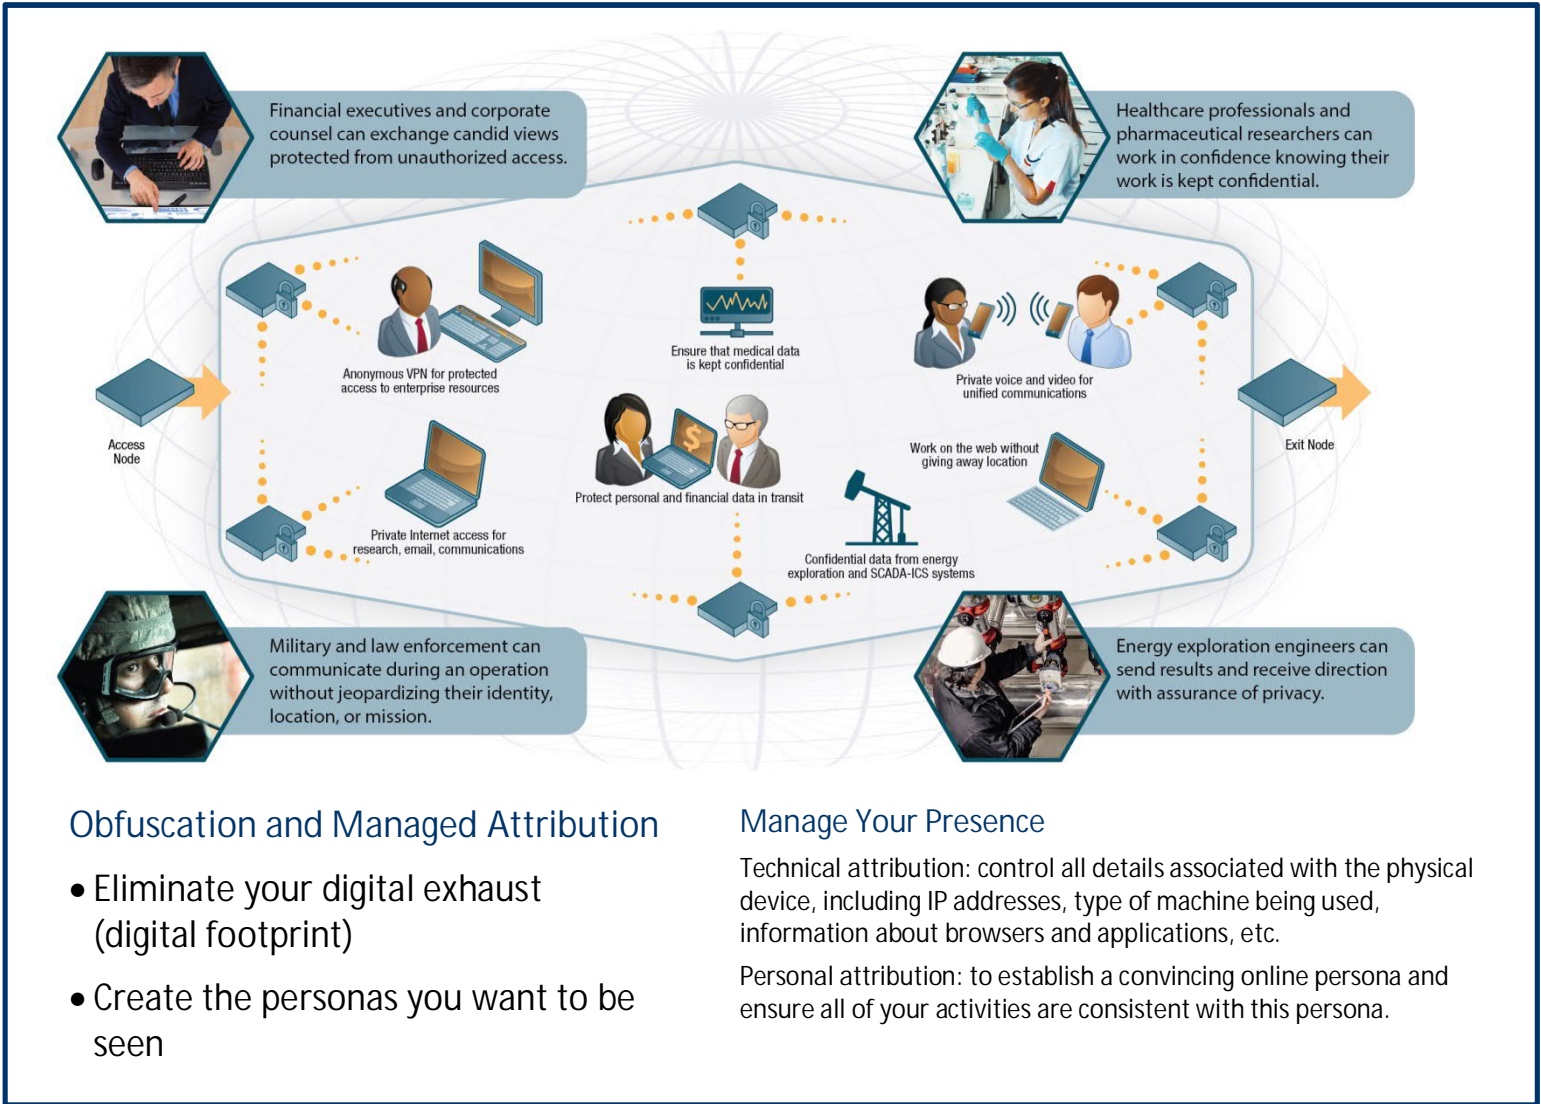 Financial executives and corporate
counsel can exchange candid views
protected from unauthorized access.
Healthcare professionals and
pharmaceutical researchers can
work in confidence knowing their
work is kept confidential.
Anonymous VPN for protected
access to enterprise resources
Ensure that medical data
is kept confidential
Private voice and video for
unified communications
Access
Node
Exit Node
Private Internet access for
research, email, communications
$
Protect personal and financial data in transit
Work on the web without
giving away location
Confidential data from energy
exploration and SCADA-ICS systems
Military and law enforcement can
communicate during an operation
without jeopardizing their identity,
location, or mission.
Energy exploration engineers can
send results and receive direction
with assurance of privacy.
Obfuscation and Managed Attribution
• Eliminate your digital exhaust
(digital footprint)
• Create the personas you want to be
seen
Manage Your Presence
Technical attribution: control all details associated with the physical
device, including IP addresses, type of machine being used,
information about browsers and applications, etc.
Personal attribution: to establish a convincing online persona and
ensure all of your activities are consistent with this persona.